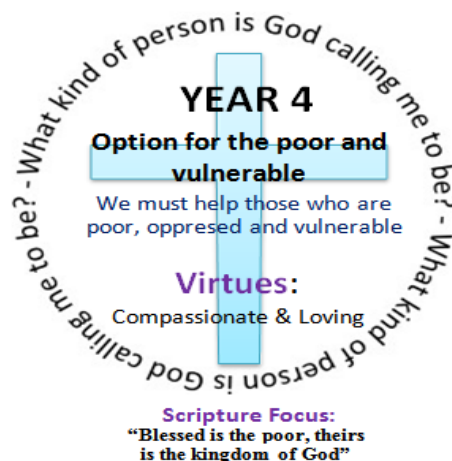 What kind of person is God calling me to be? - What kind of person is God calling me to be? -
YEAR 4
Option for the poor and
vulnerable
We must help those who are
poor, oppresed and vulnerable
Virtues:
Compassionate & Loving
Scripture Focus:
“Blessed is the poor, theirs
is the kingdom of God”